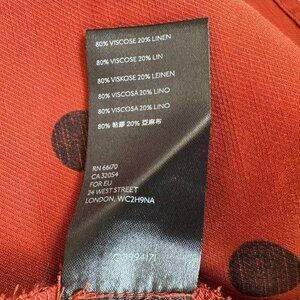 80% VISCOSE 20% LINEN
80% VISCOSE 20% LIN
80% VISKOSE 20% LEINEN
80% VISCOSA 20% LINO
80% VISCOSA 20% LINO
80% 粘膠 20% 亞麻布
RN 66170
CA 32054
FOR EU
24 WEST STREET
LONDON, WC2H9NA